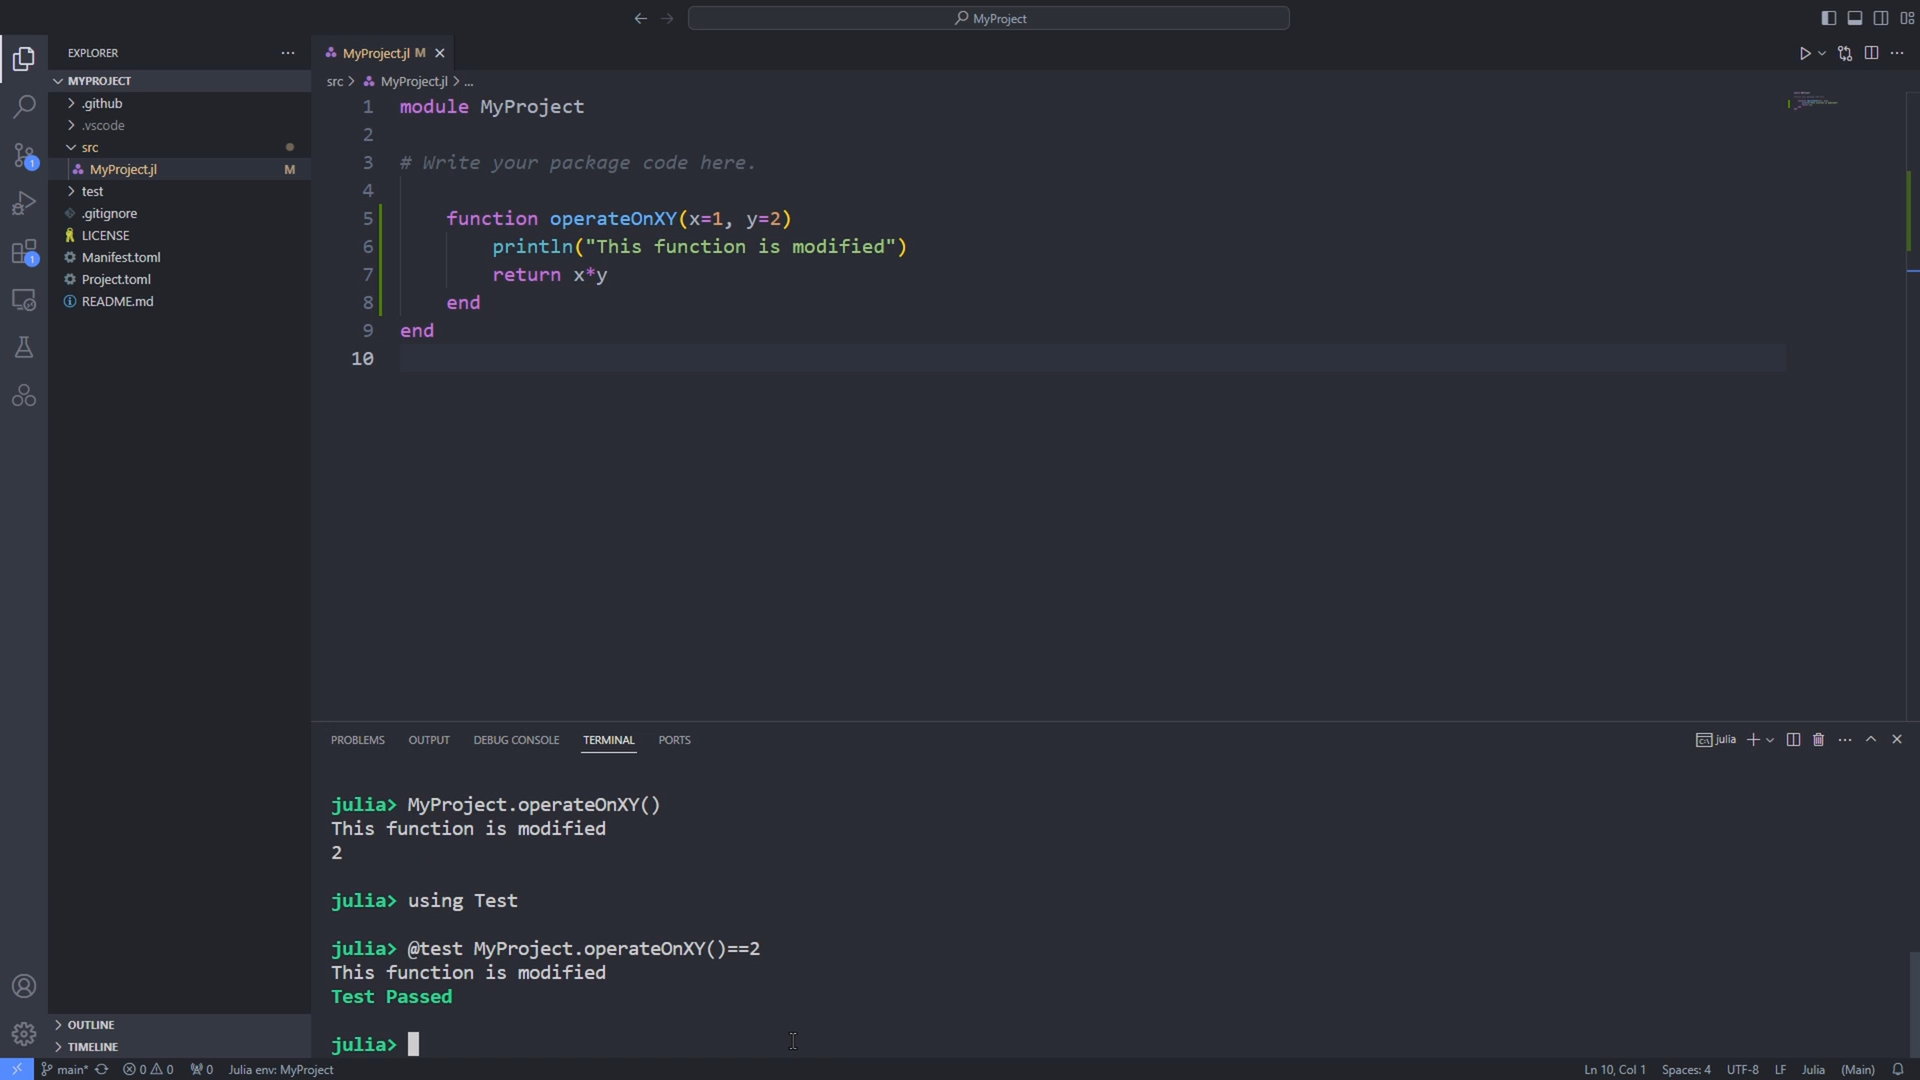 MyProject
EXPLORER
MYPROJECT
.github
.vscode
src
MyProject.jl M
test
.gitignore
LICENSE
Manifest.toml
Project.toml
README.md
OUTLINE
TIMELINE
1
1
MyProject.jl M
src > MyProject.jl > ...
1 module MyProject
2
3 # Write your package code here.
4
5 function operateOnXY(x=1, y=2)
6 println("This function is modified")
7 return x*y
8 end
9 end
10
PROBLEMS OUTPUT DEBUG CONSOLE TERMINAL PORTS
julia
julia> MyProject.operateOnXY()
This function is modified
2
julia> using Test
julia> @test MyProject.operateOnXY()==2
This function is modified
Test Passed
julia>
main* 0 0 0 Julia env: MyProject
Ln 10, Col 1 Spaces: 4 UTF-8 LF Julia (Main)